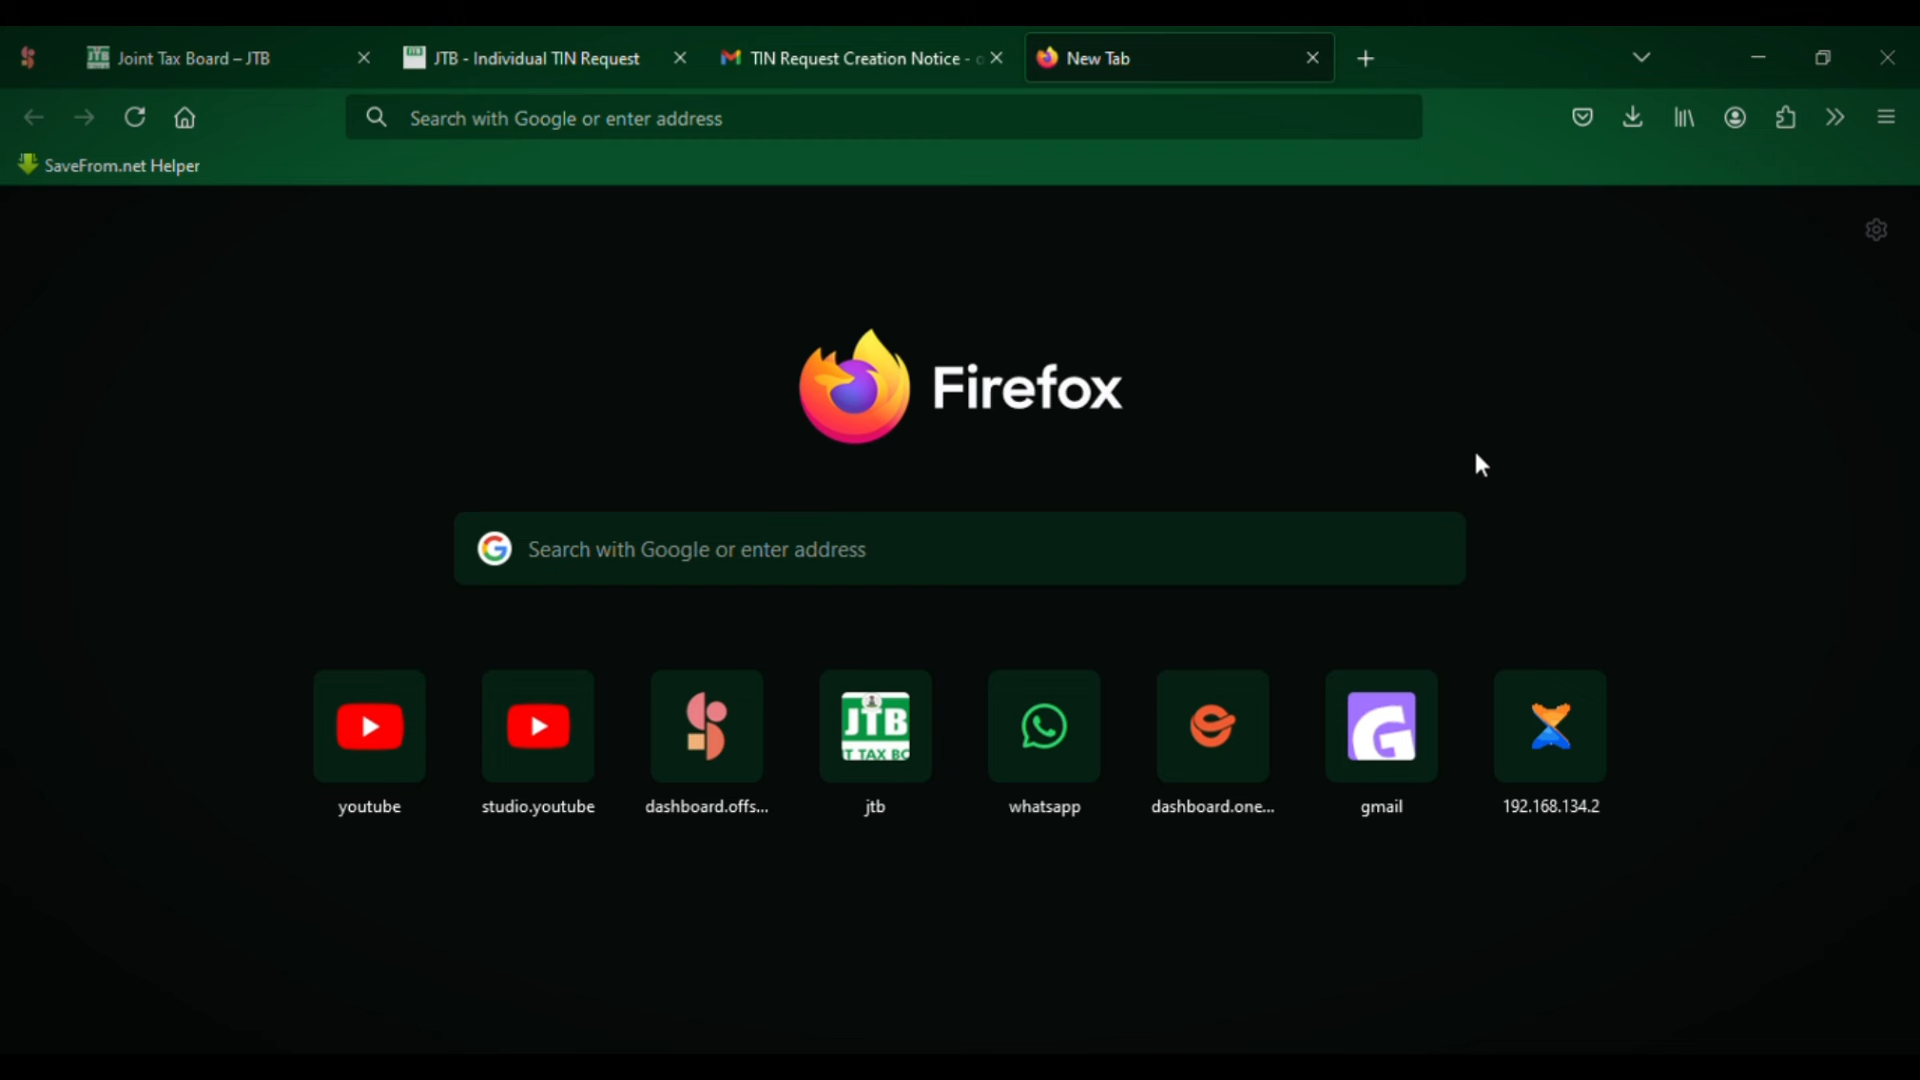 Joint Tax Board – JTB
JTB - Individual TIN Request
TIN Request Creation Notice -
New Tab
Search with Google or enter address
SaveFrom.net Helper
Firefox
Search with Google or enter address
JTB
youtube
studio.youtube
dashboard.offs...
jtb
whatsapp
dashboard.one...
gmail
192.168.134.2